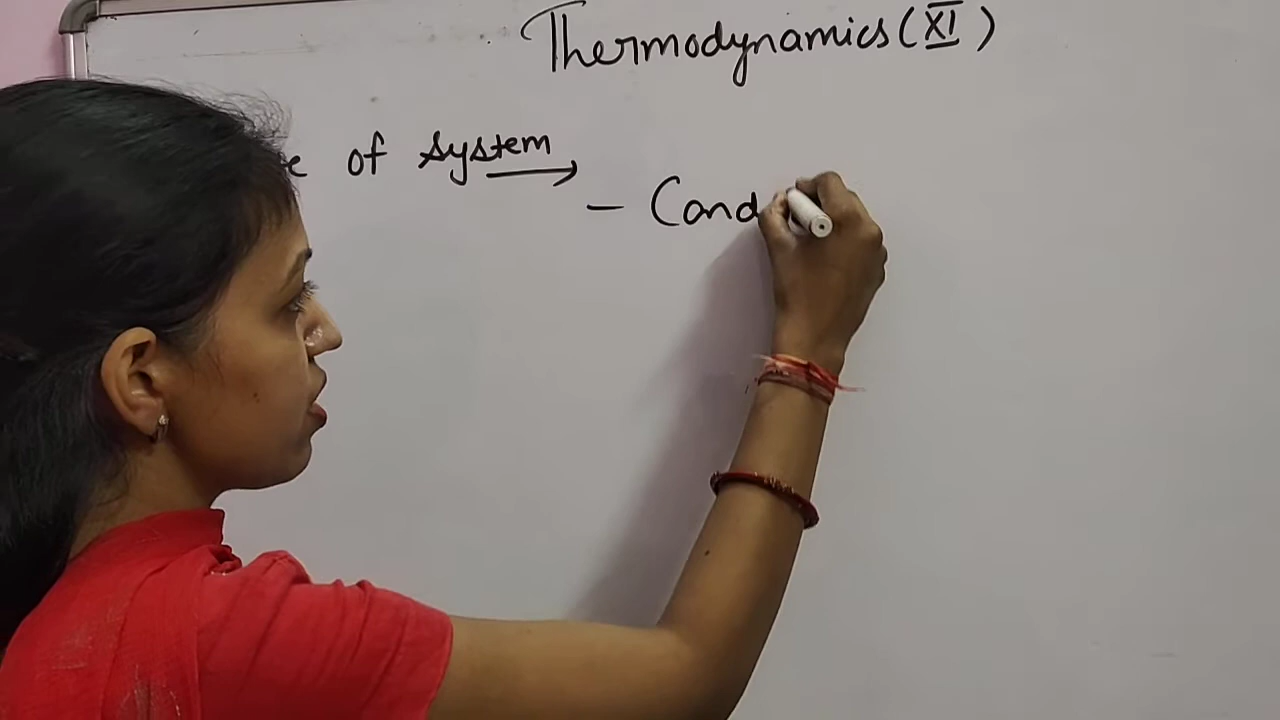 Thermodynamics (XI)
e of system →
- Cond